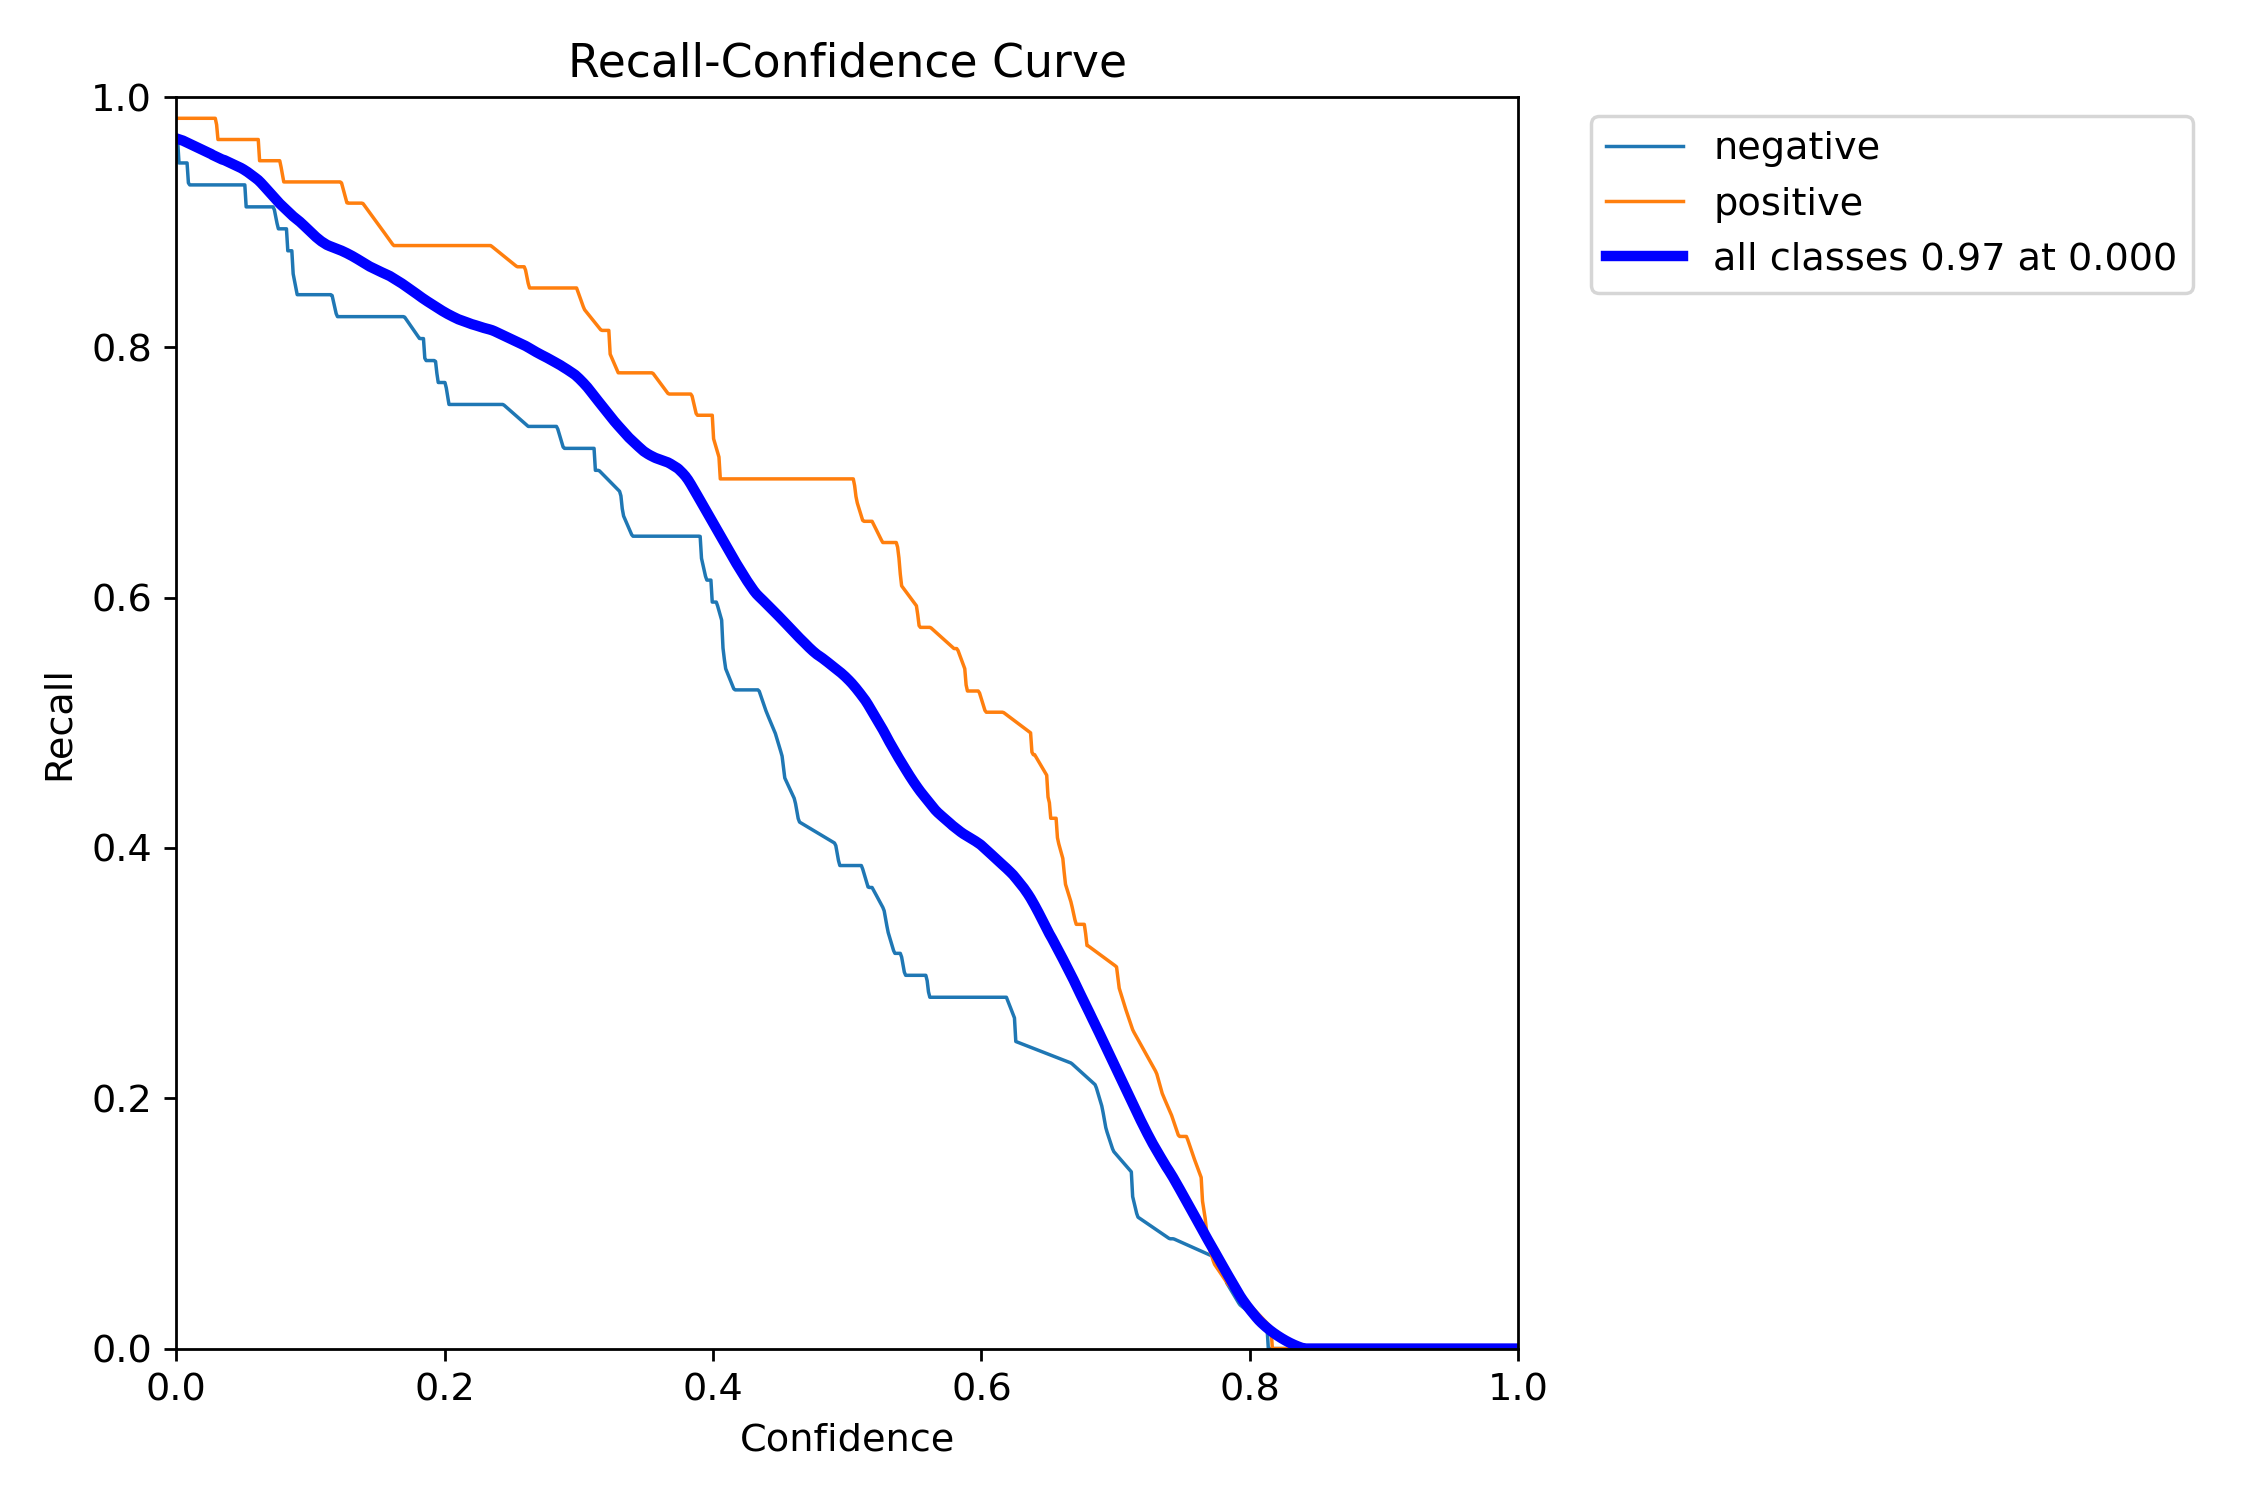 Recall-Confidence Curve
1.0
0.8
0.6
0.4
0.2
0.0
Recall
0.0 0.2 0.4 0.6 0.8 1.0
Confidence
negative
positive
all classes 0.97 at 0.000